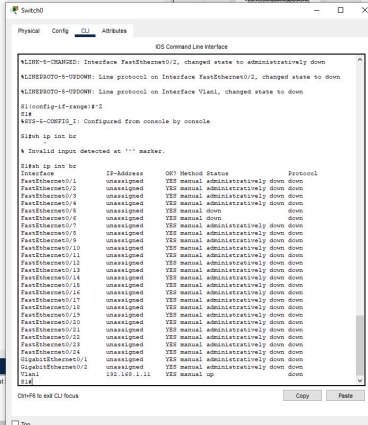 Switch0
Physical Config CLI Attributes
IOS Command Line Interface
%LINK-5-CHANGED: Interface FastEthernet0/2, changed state to administratively down
%LINEPROTO-5-UPDOWN: Line protocol on Interface FastEthernet0/2, changed state to down
%LINEPROTO-5-UPDOWN: Line protocol on Interface Vlan1, changed state to down
S1(config-if-range)#^Z
S1#
%SYS-5-CONFIG_I: Configured from console by console
S1#wh ip int br
^
% Invalid input detected at '^' marker.
S1#sh ip int br
Interface IP-Address OK? Method Status Protocol
FastEthernet0/1 unassigned YES manual administratively down down
FastEthernet0/2 unassigned YES manual administratively down down
FastEthernet0/3 unassigned YES manual administratively down down
FastEthernet0/4 unassigned YES manual administratively down down
FastEthernet0/5 unassigned YES manual down down
FastEthernet0/6 unassigned YES manual down down
FastEthernet0/7 unassigned YES manual administratively down down
FastEthernet0/8 unassigned YES manual administratively down down
FastEthernet0/9 unassigned YES manual administratively down down
FastEthernet0/10 unassigned YES manual administratively down down
FastEthernet0/11 unassigned YES manual administratively down down
FastEthernet0/12 unassigned YES manual administratively down down
FastEthernet0/13 unassigned YES manual administratively down down
FastEthernet0/14 unassigned YES manual administratively down down
FastEthernet0/15 unassigned YES manual administratively down down
FastEthernet0/16 unassigned YES manual administratively down down
FastEthernet0/17 unassigned YES manual administratively down down
FastEthernet0/18 unassigned YES manual administratively down down
FastEthernet0/19 unassigned YES manual administratively down down
FastEthernet0/20 unassigned YES manual administratively down down
FastEthernet0/21 unassigned YES manual administratively down down
FastEthernet0/22 unassigned YES manual administratively down down
FastEthernet0/23 unassigned YES manual administratively down down
FastEthernet0/24 unassigned YES manual administratively down down
GigabitEthernet0/1 unassigned YES manual administratively down down
GigabitEthernet0/2 unassigned YES manual administratively down down
Vlan1 192.168.1.11 YES manual up down
S1#
Ctrl+F6 to exit CLI focus
Copy Paste
Top